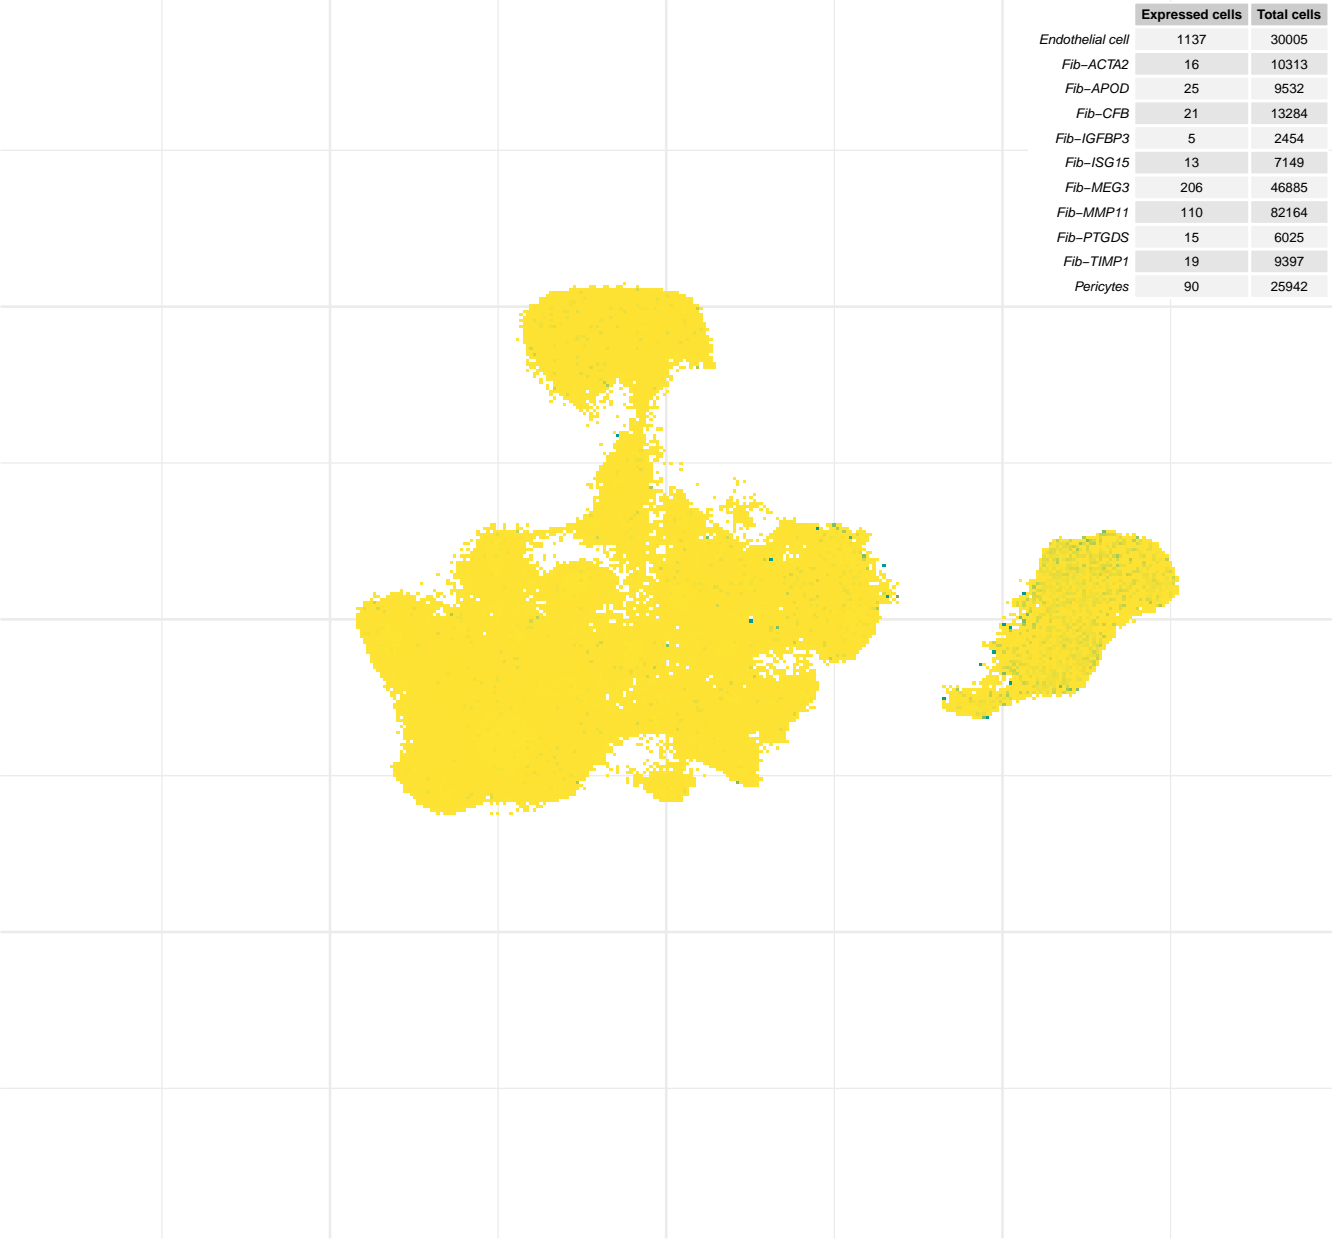 Expressed cells Total cells
Endothelial cell 1137 30005
Fib−ACTA2 16 10313
Fib−APOD 25 9532
Fib−CFB 21 13284
Fib−IGFBP3 5 2454
Fib−ISG15 13 7149
Fib−MEG3 206 46885
Fib−MMP11 110 82164
Fib−PTGDS 15 6025
Fib−TIMP1 19 9397
Pericytes 90 25942